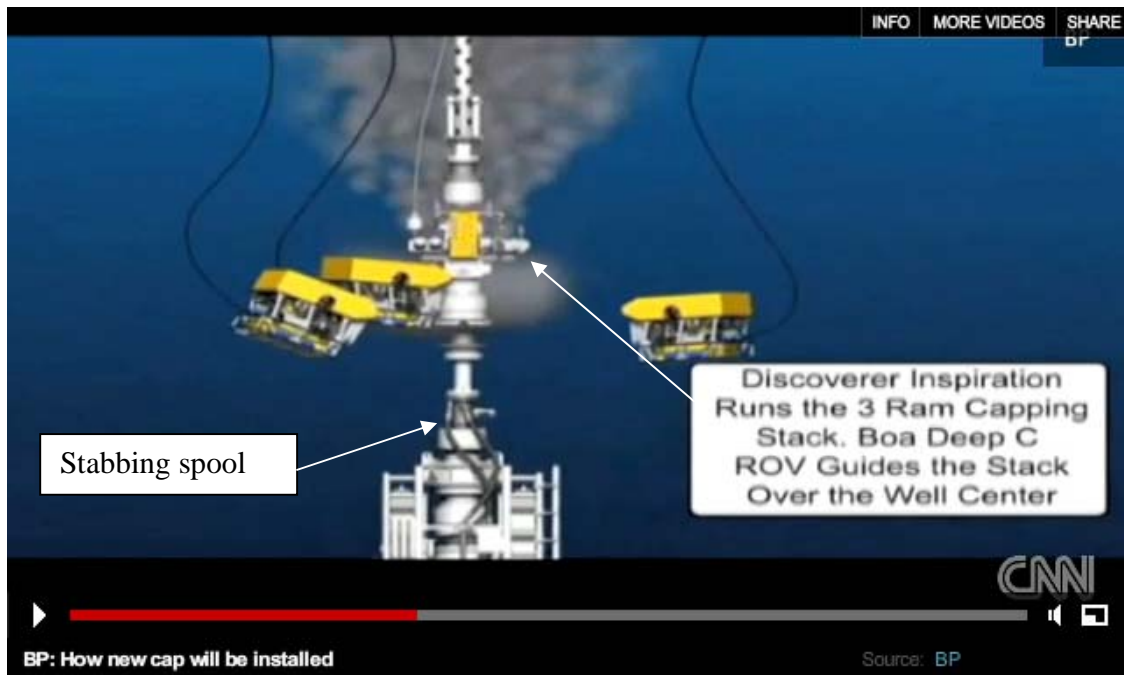 INFO MORE VIDEOS SHARE
BP
Discoverer Inspiration
Runs the 3 Ram Capping
Stack. Boa Deep C
ROV Guides the Stack
Over the Well Center
Stabbing spool
CNN
BP: How new cap will be installed
Source: BP